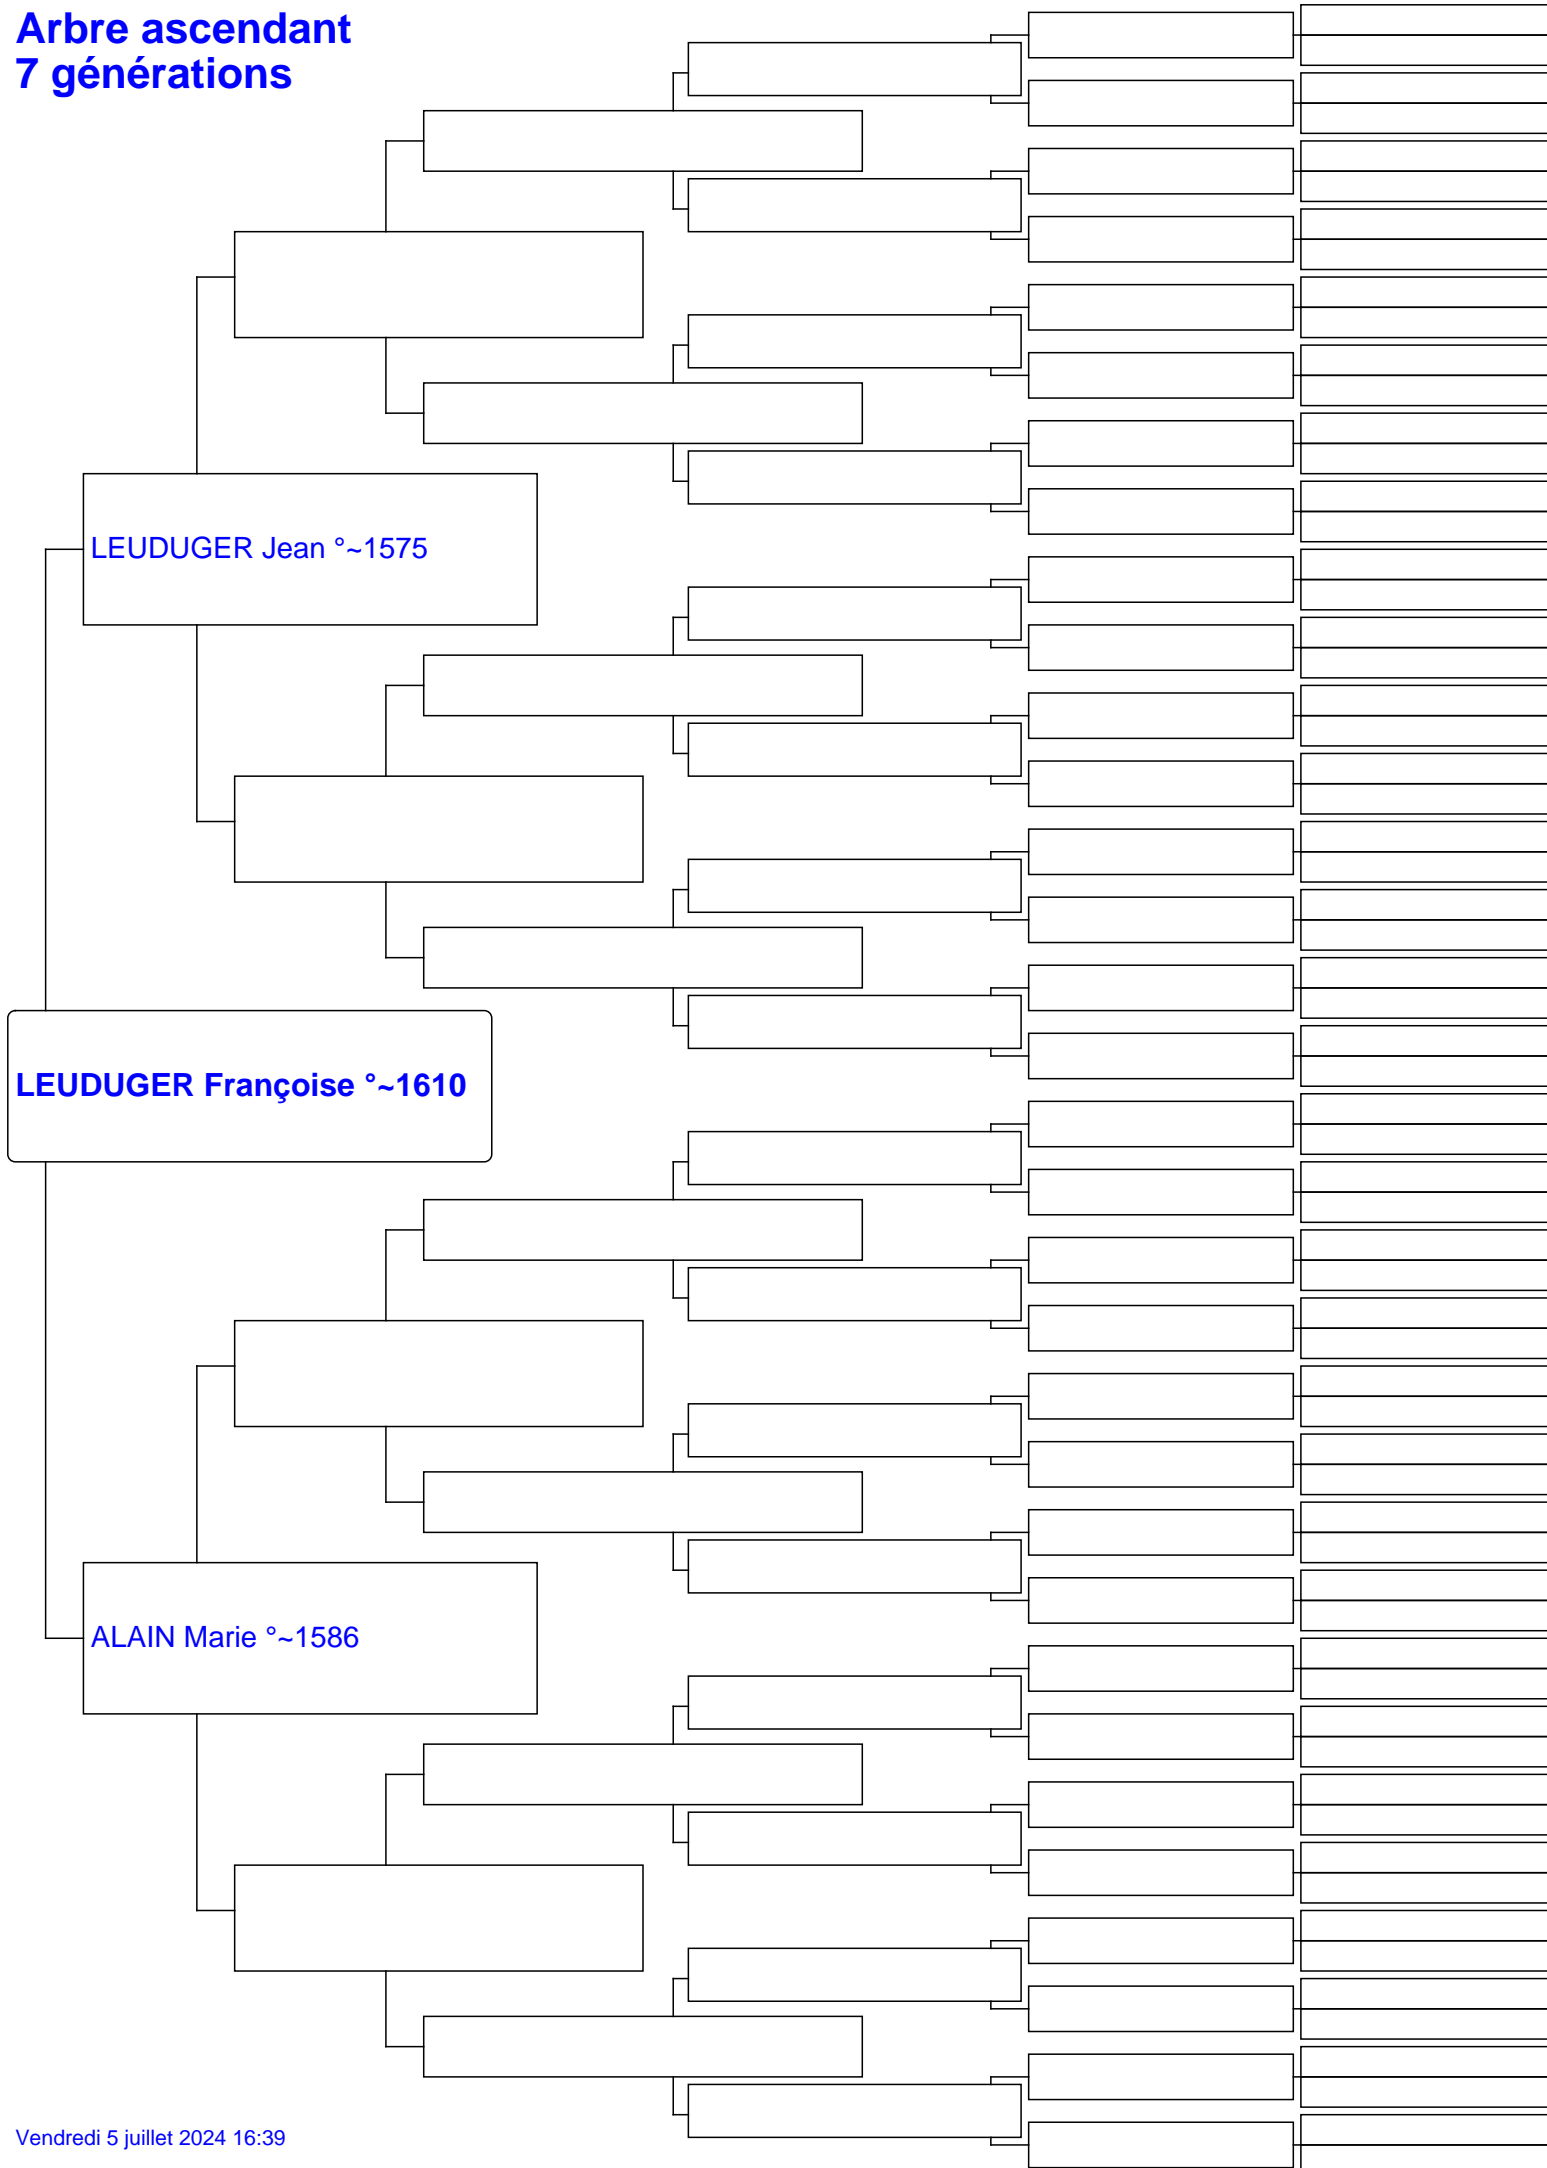 Arbre ascendant
7 générations
LEUDUGER Jean °~1575
LEUDUGER Françoise °~1610
ALAIN Marie °~1586
Vendredi 5 juillet 2024 16:39